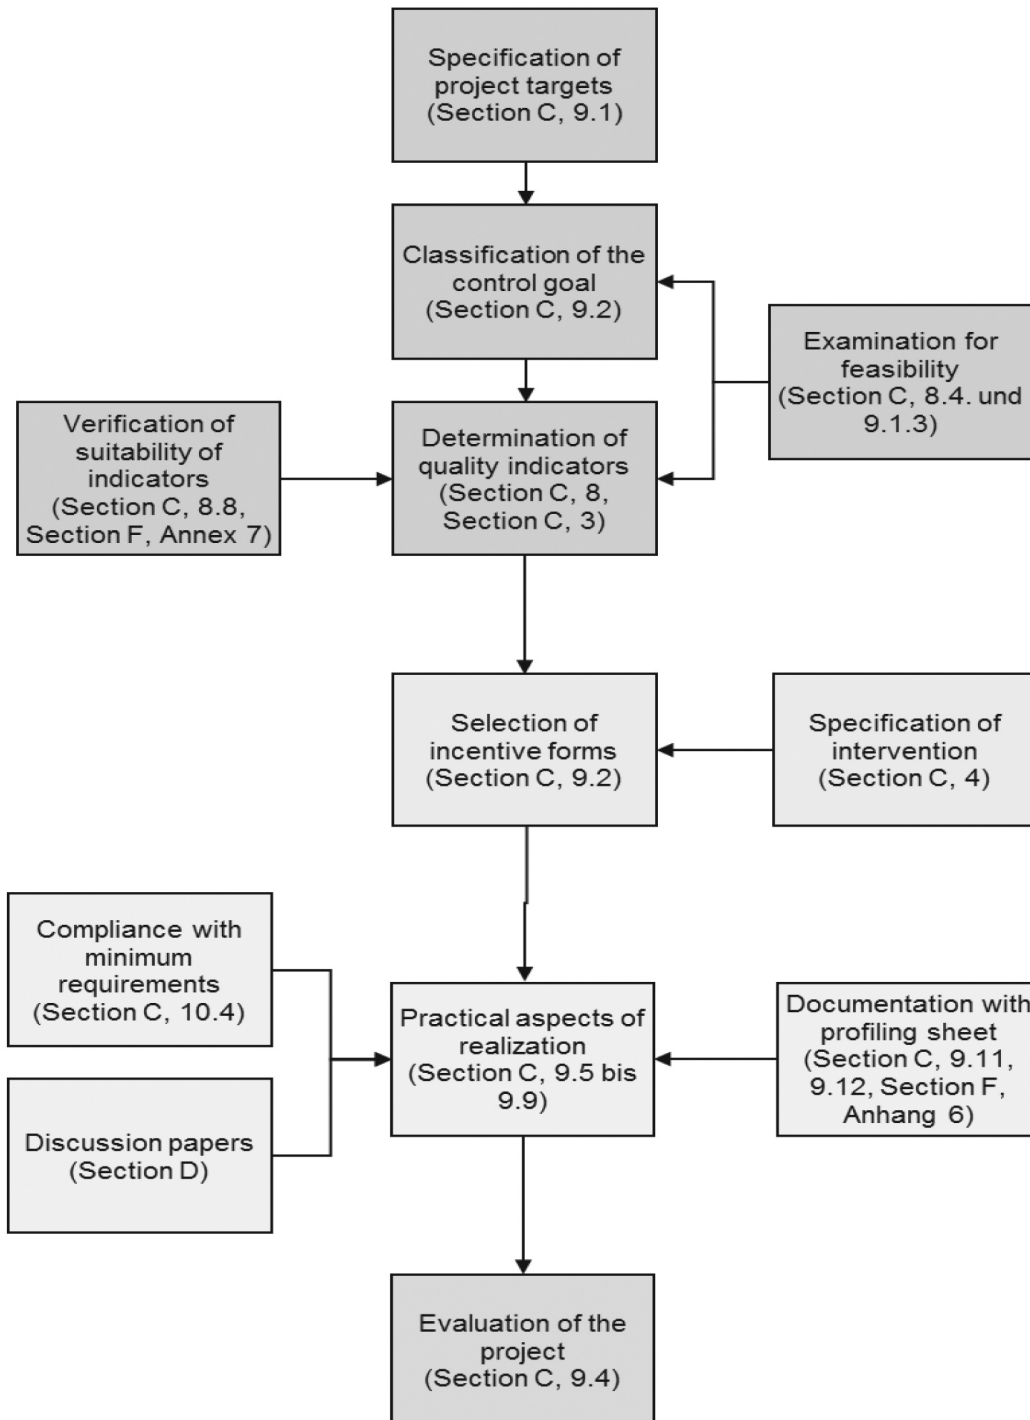 Specification of
project targets
(Section C, 9.1)
Classification of the
control goal
(Section C, 9.2)
Examination for
feasibility
(Section C, 8.4. und
9.1.3)
Verification of
suitability of
indicators
(Section C, 8.8,
Section F, Annex 7)
Determination of
quality indicators
(Section C, 8,
Section C, 3)
Selection of
incentive forms
(Section C, 9.2)
Specification of
intervention
(Section C, 4)
Compliance with
minimum
requirements
(Section C, 10.4)
Practical aspects of
realization
(Section C, 9.5 bis
9.9)
Documentation with
profiling sheet
(Section C, 9.11,
9.12, Section F,
Anhang 6)
Discussion papers
(Section D)
Evaluation of the
project
(Section C, 9.4)